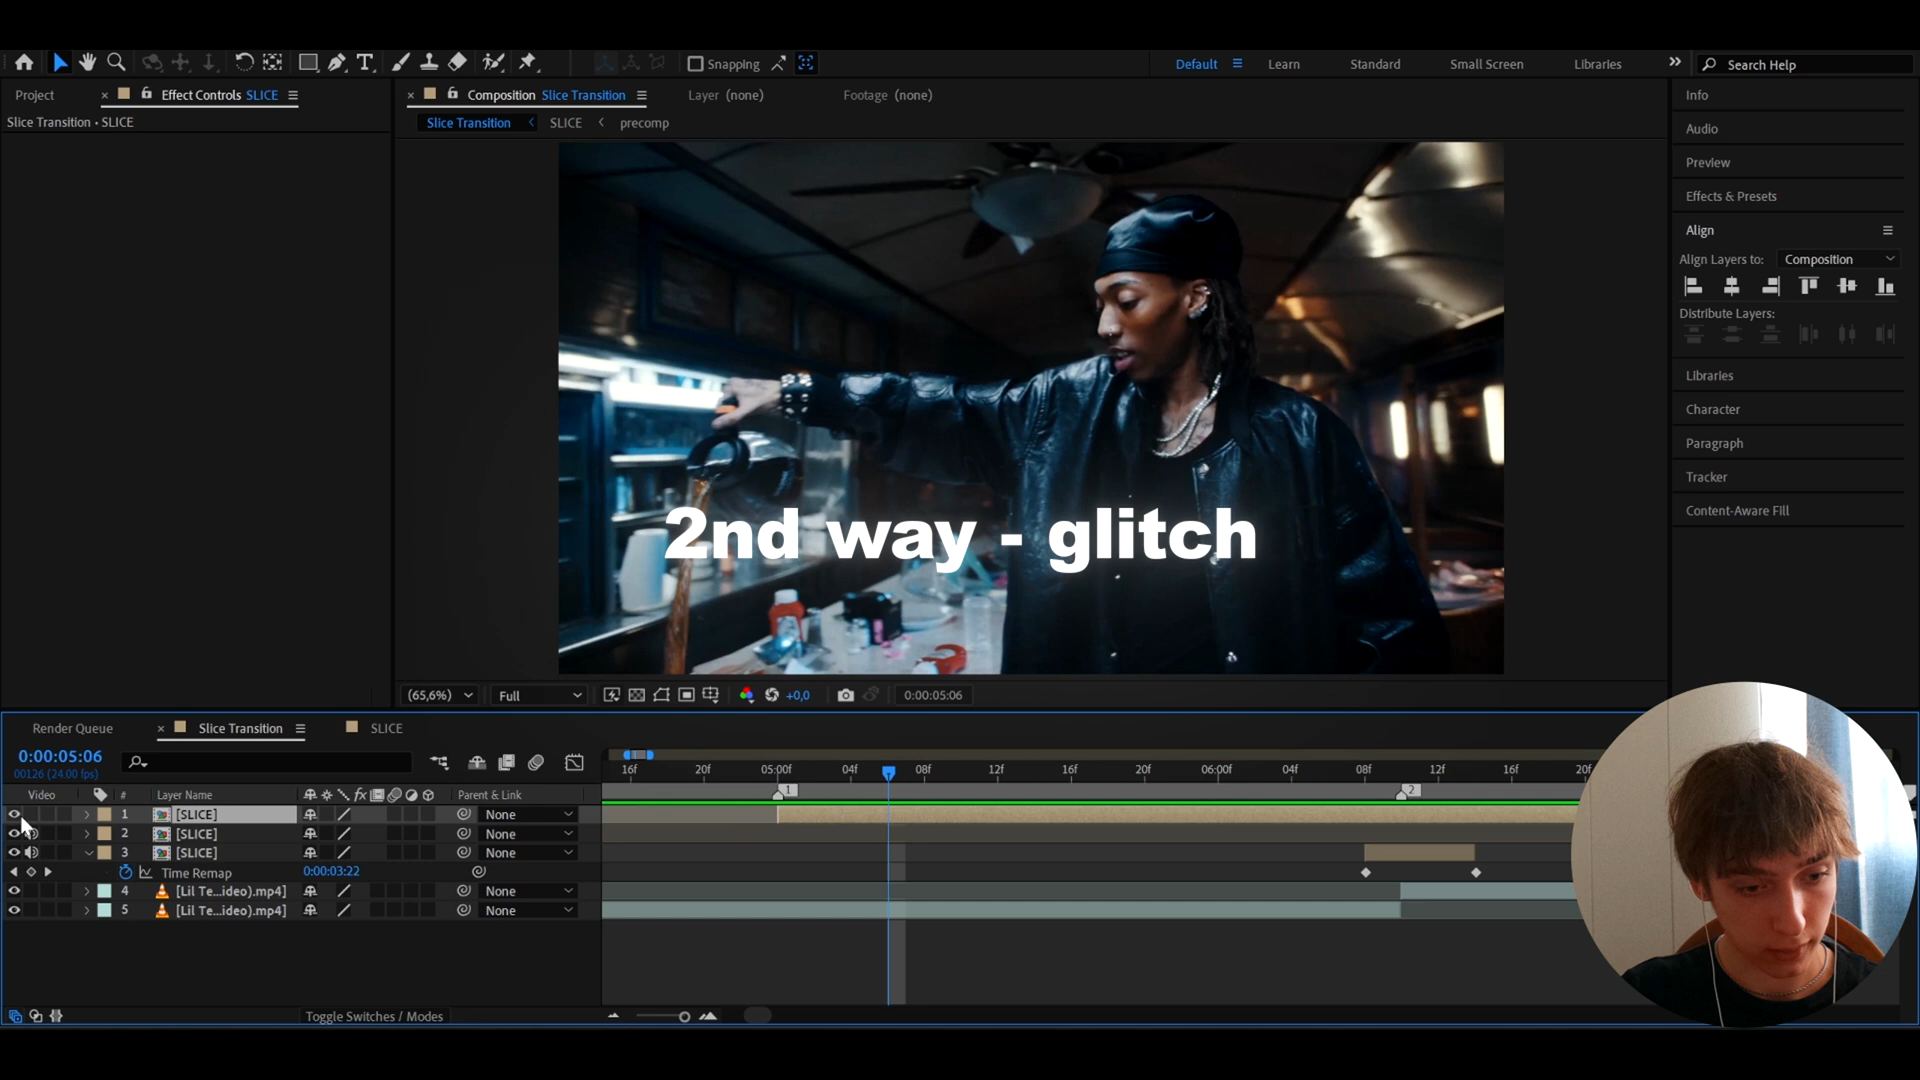 Snapping
Default
Learn
Standard
Small Screen
Libraries
Search Help
Project
Effect Controls SLICE
Composition Slice Transition
Layer (none)
Footage (none)
Slice Transition • SLICE
Slice Transition
SLICE
precomp
Info
Audio
Preview
Effects & Presets
Align
Align Layers to:
Composition
Distribute Layers:
Libraries
Character
Paragraph
Tracker
Content-Aware Fill
2nd way - glitch
(65,6%)
Full
+0,0
0:00:05:06
Render Queue
Slice Transition
SLICE
0:00:05:06
00126 (24.00 fps)
16f
20f
05:00f
04f
08f
12f
16f
20f
06:00f
04f
08f
12f
16f
20f
Video
#
Layer Name
fx
Parent & Link
1
2
1 [SLICE] None
2 [SLICE] None
3 [SLICE] None
Time Remap 0:00:03:22
4 [Lil Te...ideo).mp4] None
5 [Lil Te...ideo).mp4] None
Toggle Switches / Modes